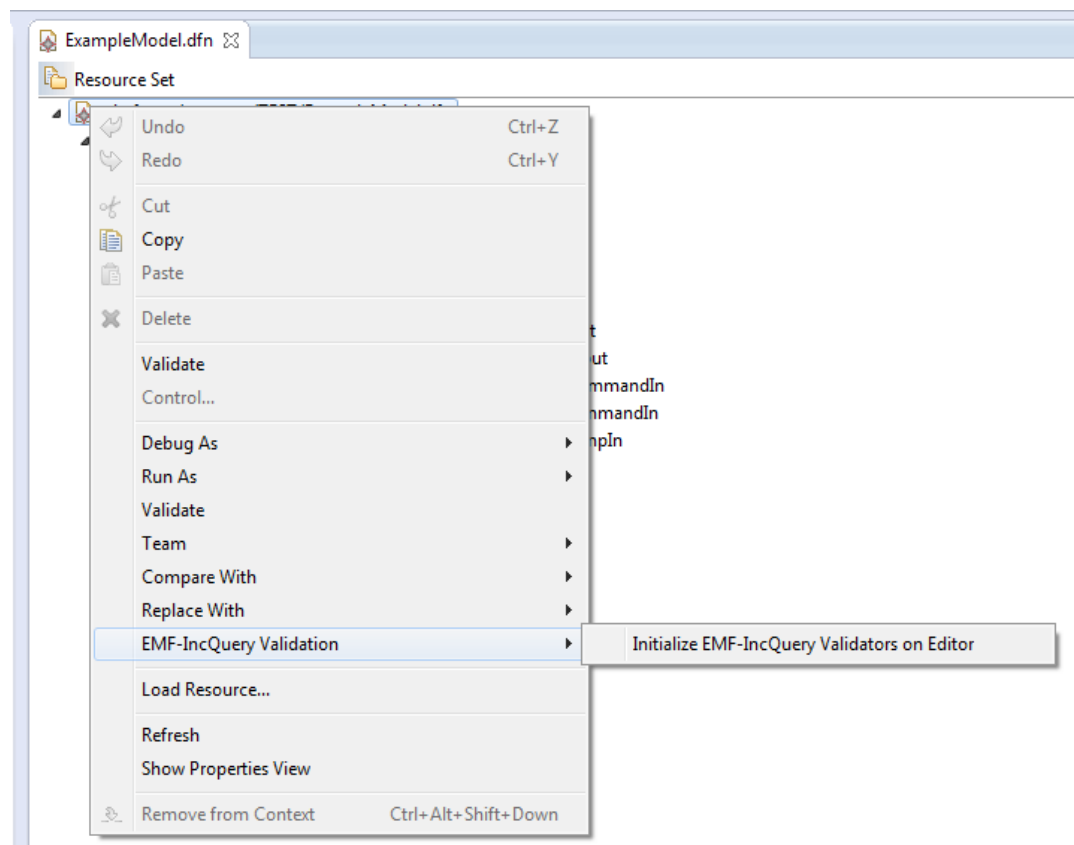 ExampleModel.dfn
Resource Set
Undo Ctrl+Z
Redo Ctrl+Y
Cut
Copy
Paste
Delete
Validate
Control...
Debug As
Run As
Validate
Team
Compare With
Replace With
EMF-IncQuery Validation
Initialize EMF-IncQuery Validators on Editor
Load Resource...
Refresh
Show Properties View
Remove from Context Ctrl+Alt+Shift+Down
t
ut
mmandIn
mmandIn
mpIn